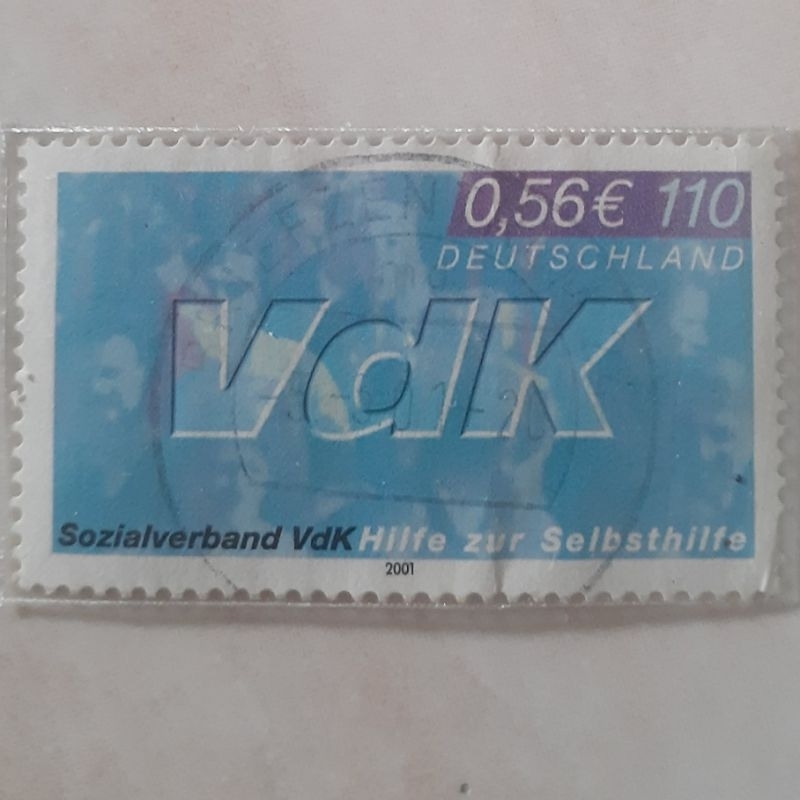 0,56€ 110
DEUTSCHLAND
VdK
Sozialverband VdK Hilfe zur Selbsthilfe
2001